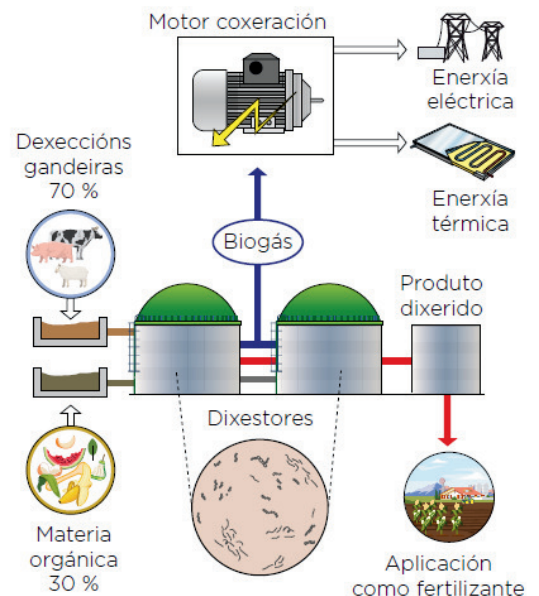 Motor coxeración
Enerxía
eléctrica
Enerxía
térmica
Dexeccións
gandeiras
70 %
Biogás
Produto
dixerido
Dixestores
Materia
orgánica
30 %
Aplicación
como fertilizante